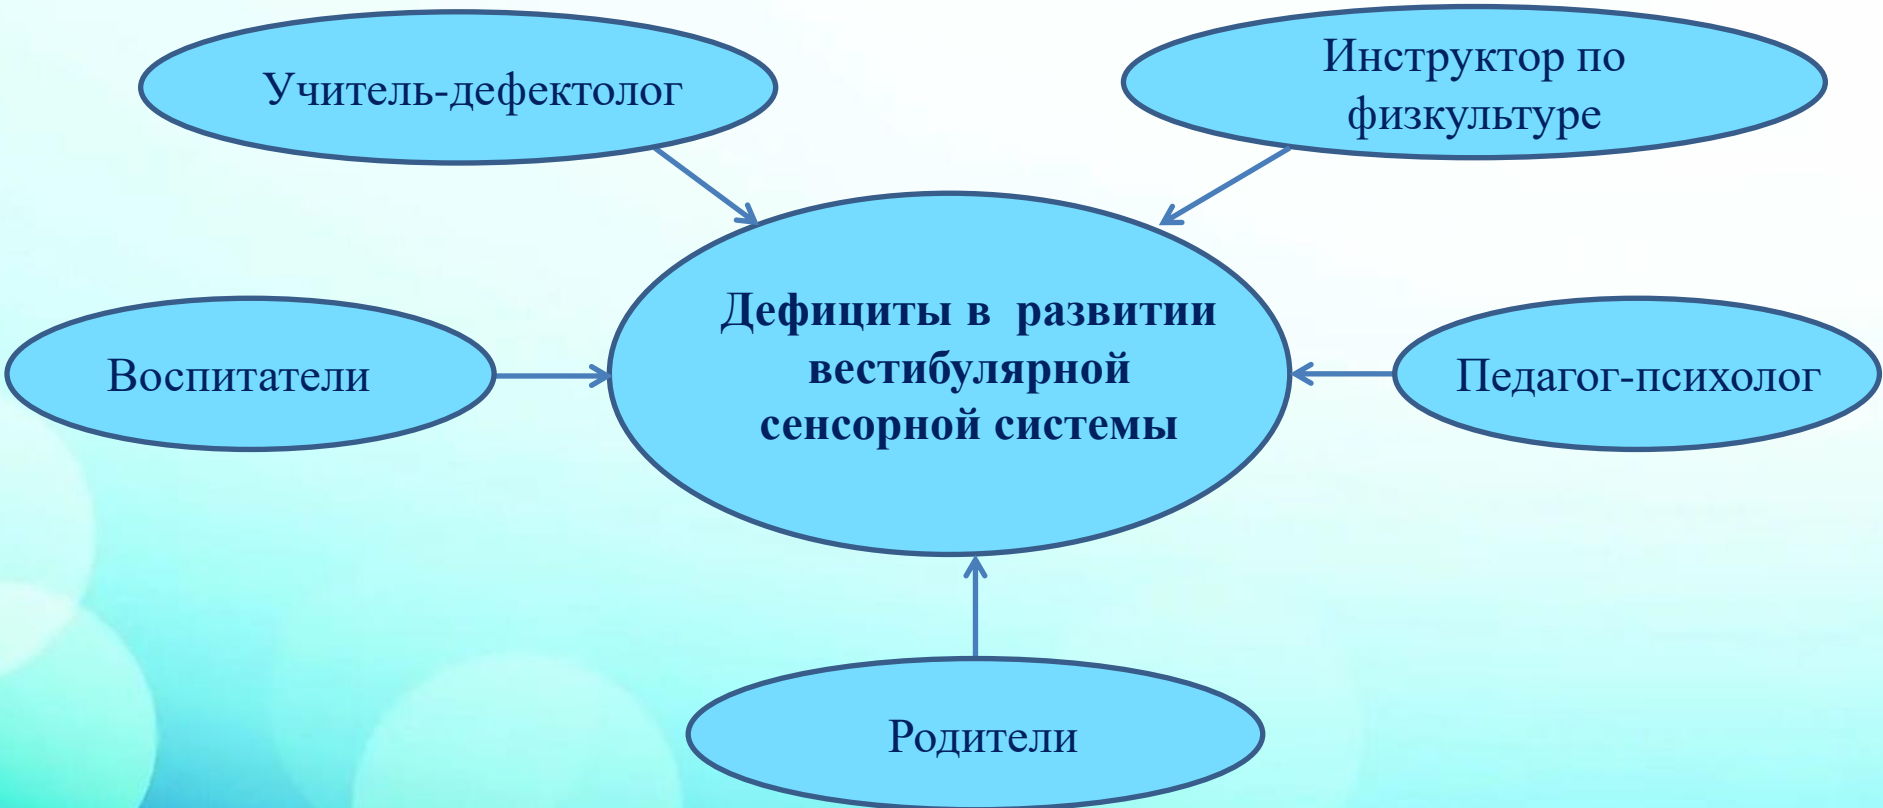 Учитель-дефектолог
Инструктор по
физкультуре
Дефициты в развитии
вестибулярной
сенсорной системы
Воспитатели
Педагог-психолог
Родители